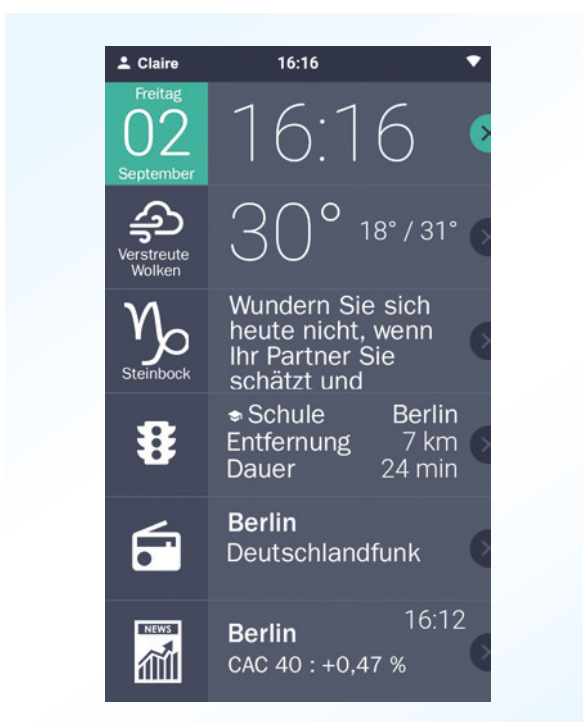 Claire
16:16
Freitag
02
September
16:16
Verstreute
Wolken
30° 18° / 31°
Steinbock
Wundern Sie sich
heute nicht, wenn
Ihr Partner Sie
schätzt und
Schule Berlin
Entfernung 7 km
Dauer 24 min
Berlin
Deutschlandfunk
NEWS
16:12
Berlin
CAC 40 : +0,47 %